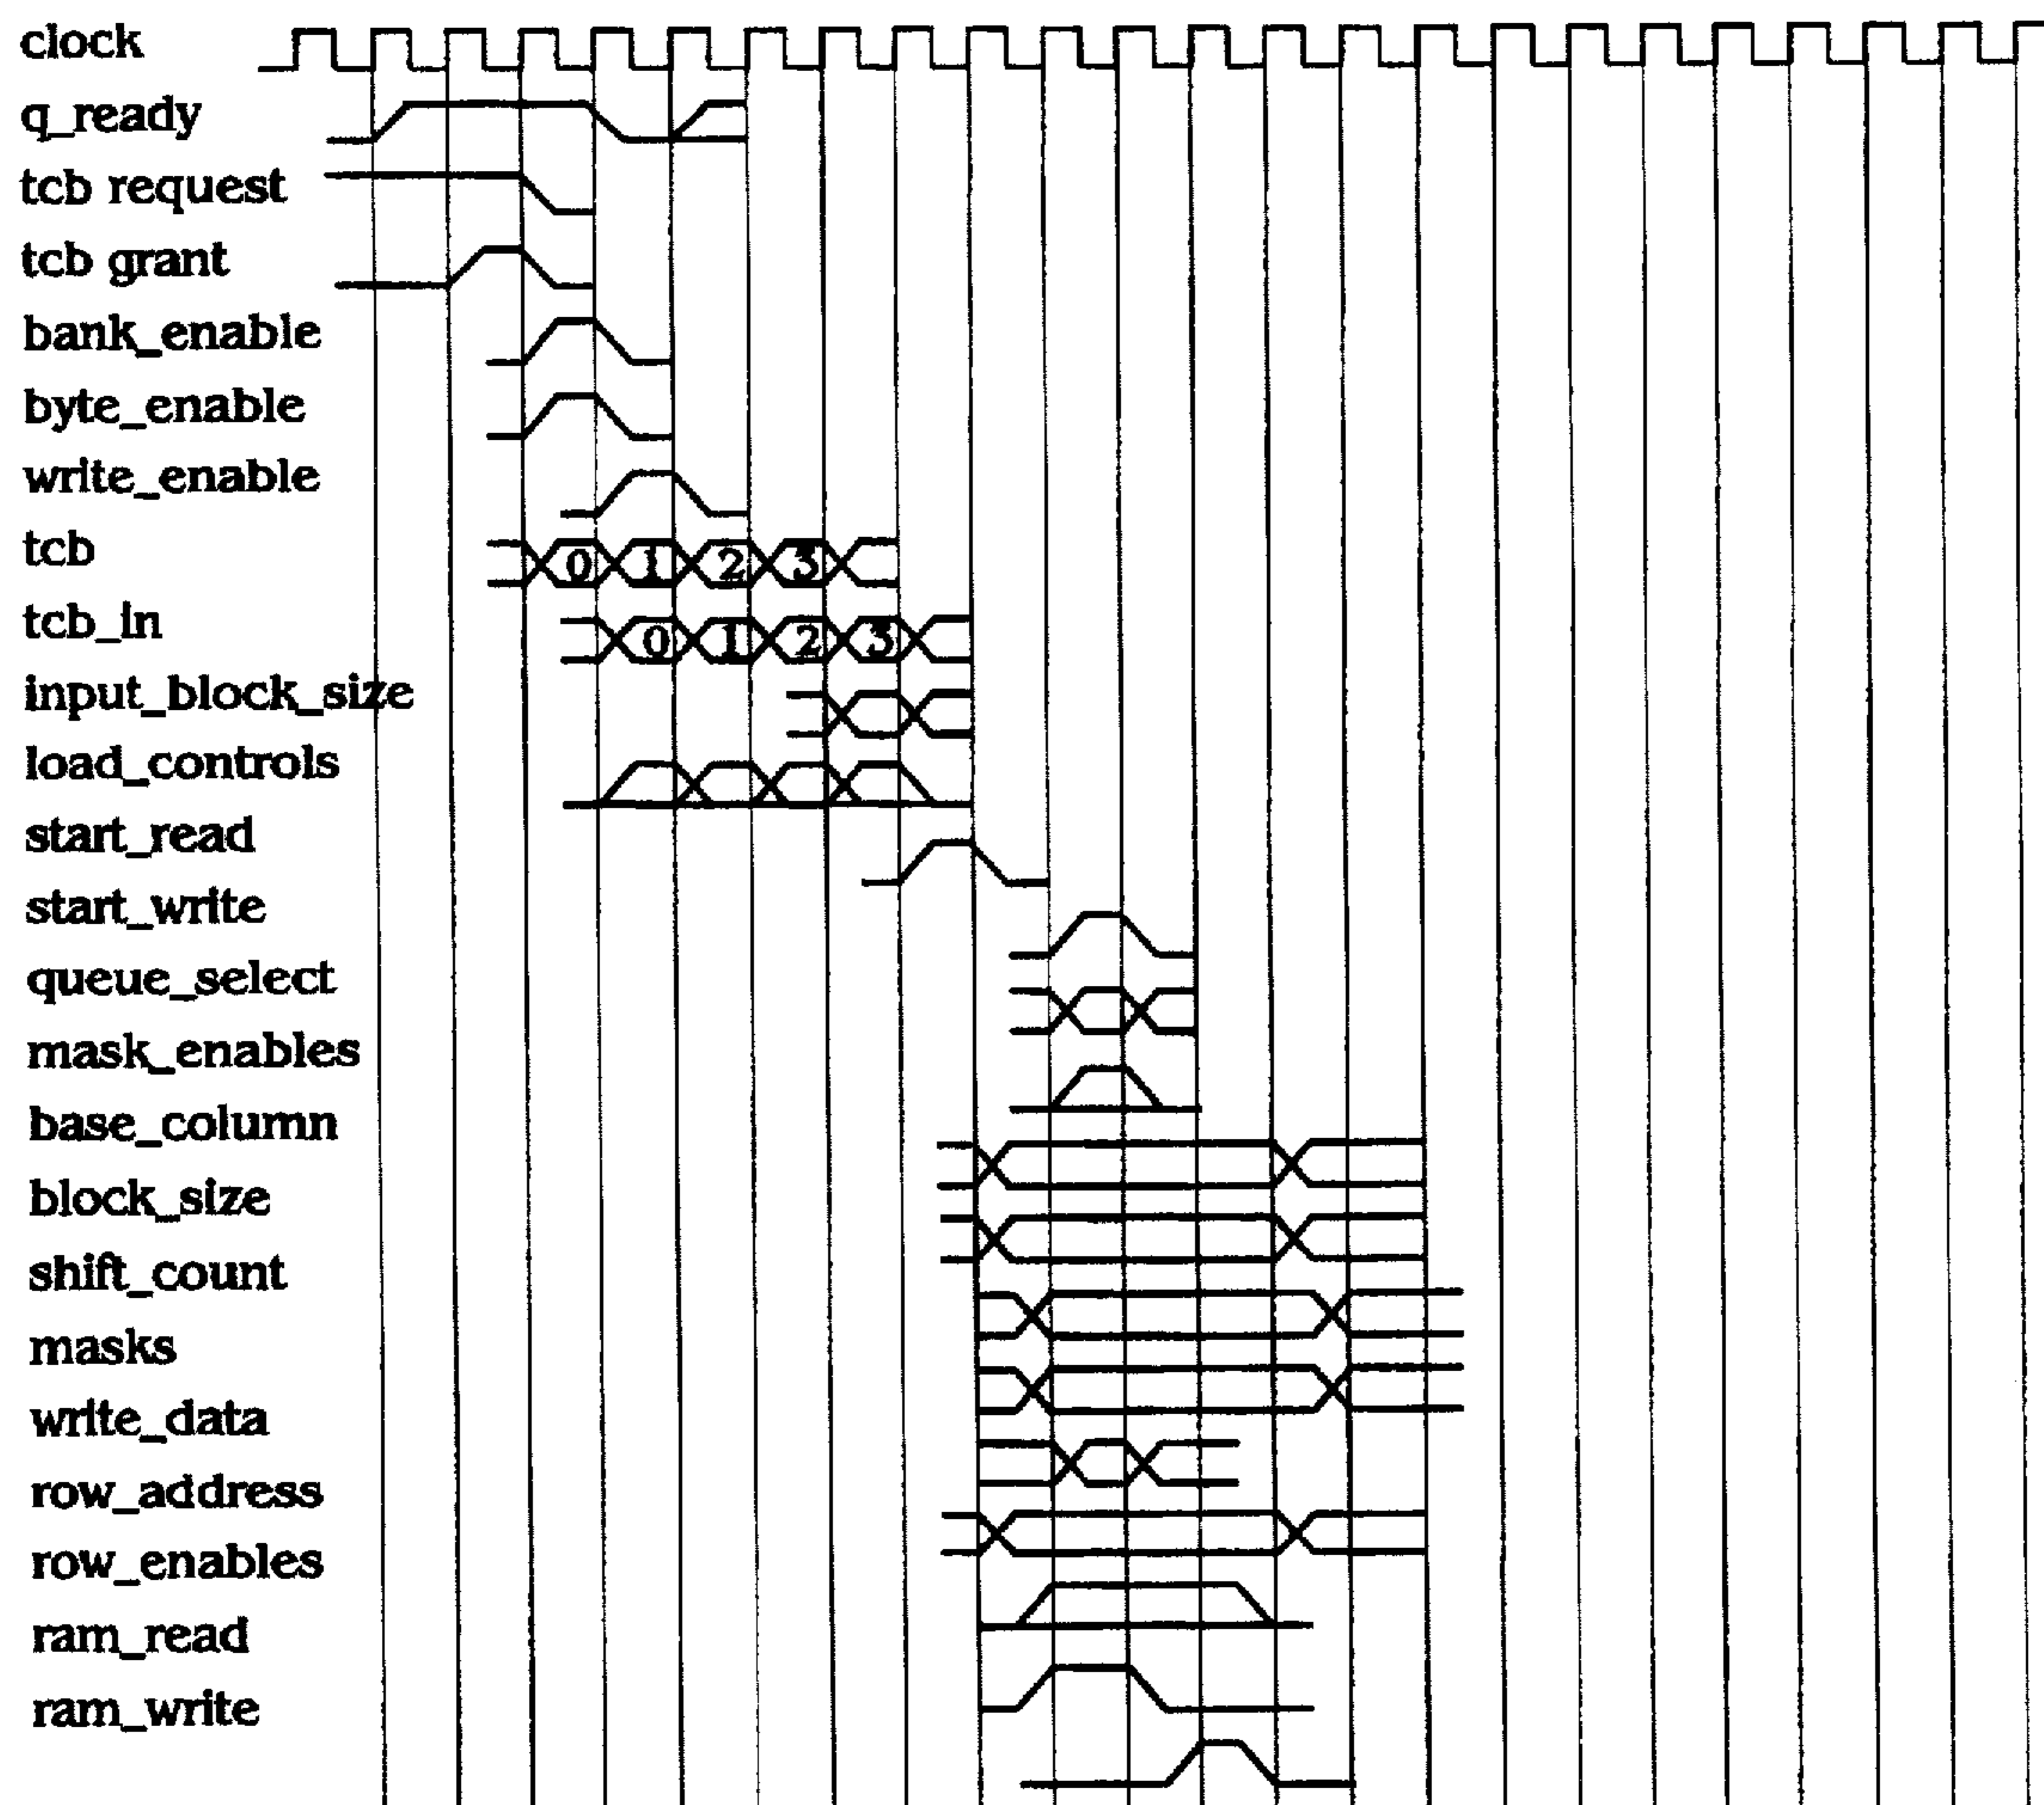 clock
q_ready
tcb request
tcb grant
bank_enable
byte_enable
write_enable
tcb
0 1 2 3
tcb_in
0 1 2 3
input_block_size
load_controls
start_read
start_write
queue_select
mask_enables
base_column
block_size
shift_count
masks
write_data
row_address
row_enables
ram_read
ram_write